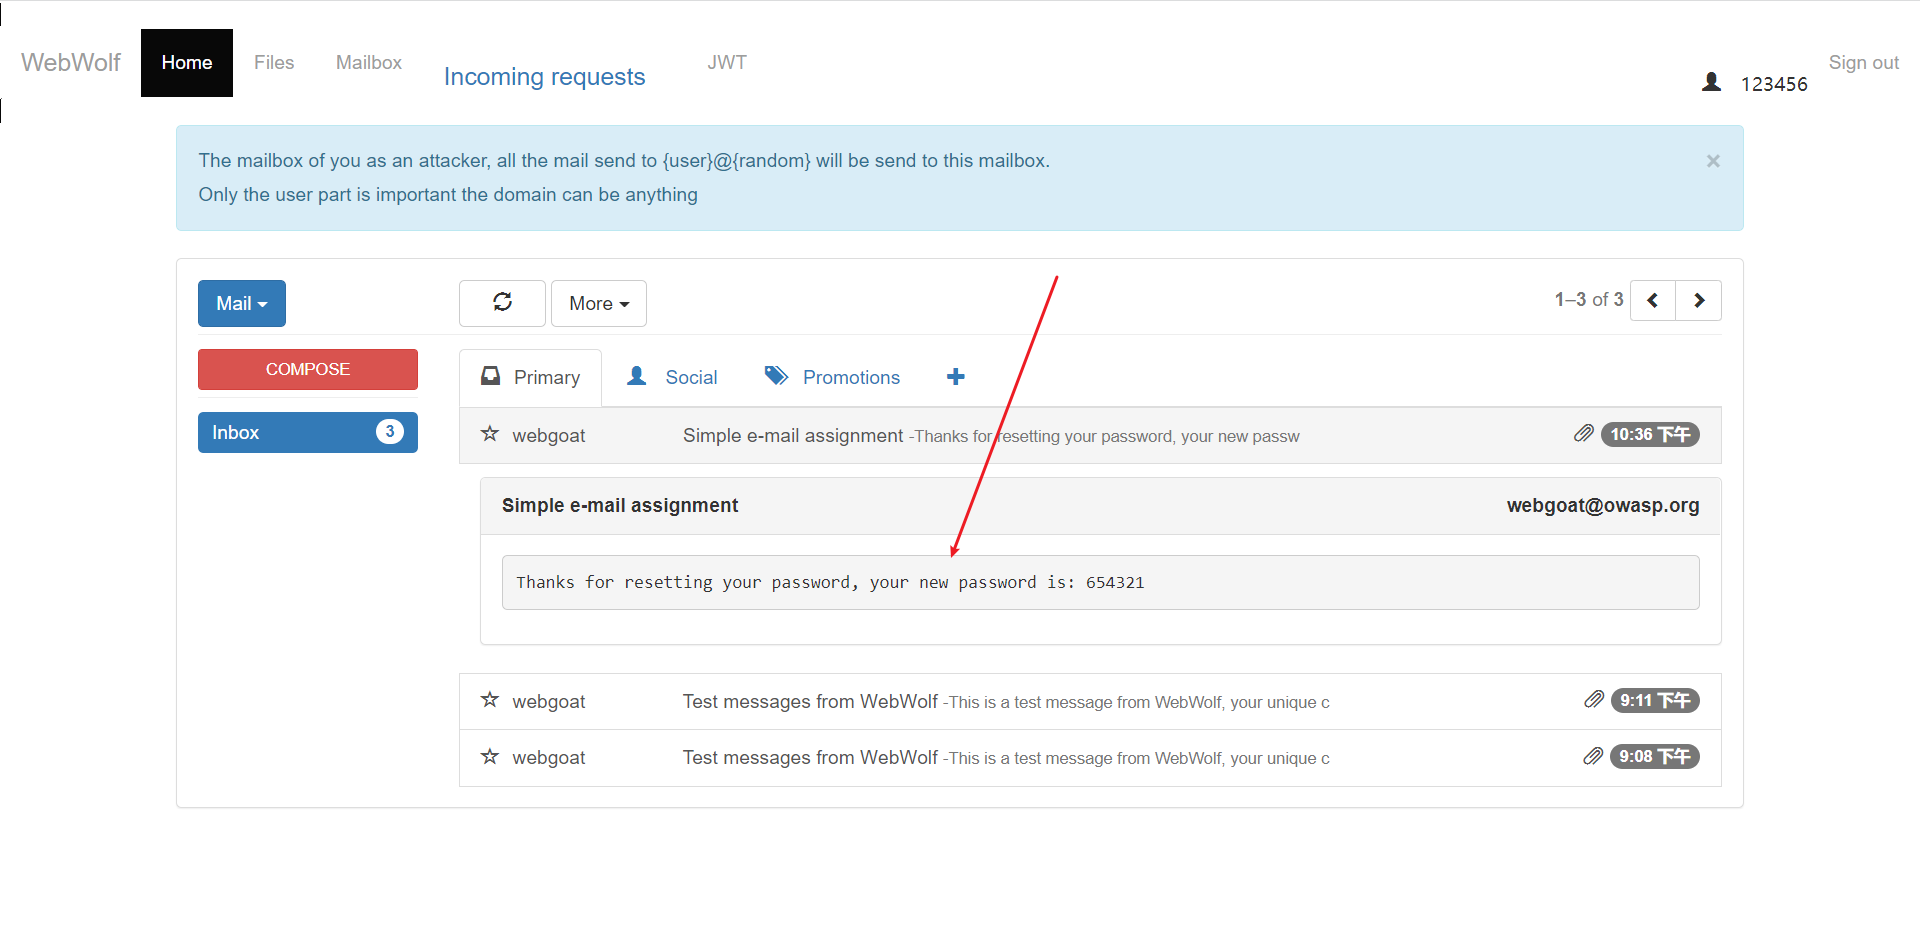 WebWolf Home Files Mailbox Incoming requests JWT 123456 Sign out
The mailbox of you as an attacker, all the mail send to {user}@{random} will be send to this mailbox. ×
Only the user part is important the domain can be anything
Mail More 1–3 of 3
COMPOSE
Primary Social Promotions
Inbox 3
webgoat Simple e-mail assignment -Thanks for resetting your password, your new passw 10:36 下午
Simple e-mail assignment webgoat@owasp.org
Thanks for resetting your password, your new password is: 654321
webgoat Test messages from WebWolf -This is a test message from WebWolf, your unique c 9:11 下午
webgoat Test messages from WebWolf -This is a test message from WebWolf, your unique c 9:08 下午